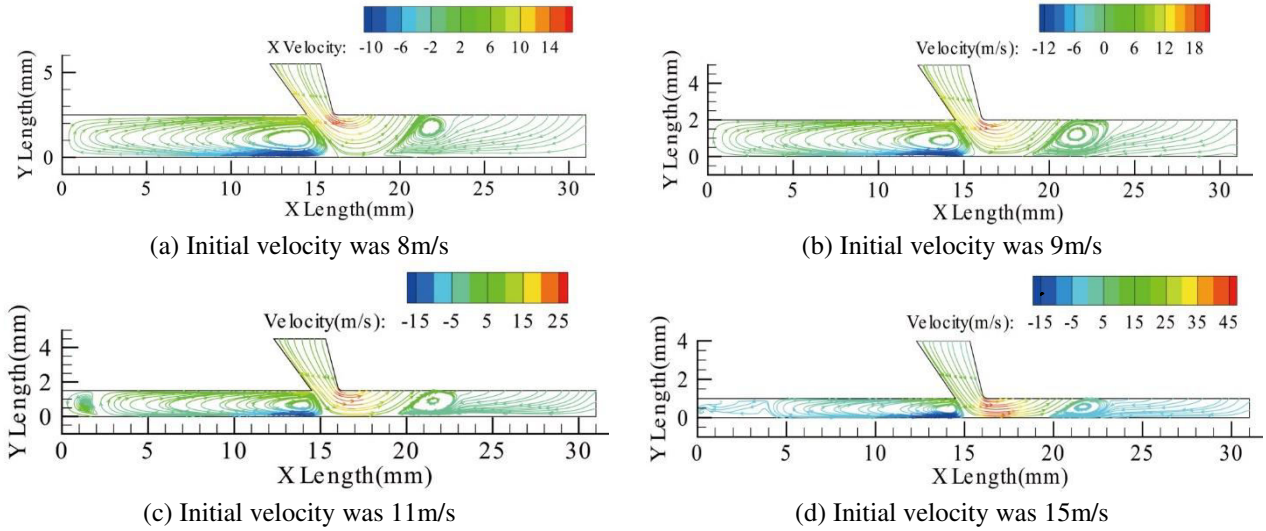 X Velocity: -10 -6 -2 2 6 10 14
Y Length(mm)
5
0
0 5 10 15 20 25 30
X Length(mm)
(a) Initial velocity was 8m/s
Velocity(m/s): -12 -6 0 6 12 18
Y Length(mm)
4
2
0
0 5 10 15 20 25 30
X Length(mm)
(b) Initial velocity was 9m/s
Velocity(m/s): -15 -5 5 15 25
Y Length(mm)
4
2
0
0 5 10 15 20 25 30
X Length(mm)
(c) Initial velocity was 11m/s
Velocity(m/s): -15 -5 5 15 25 35 45
Y Length(mm)
4
2
0
0 5 10 15 20 25 30
X Length(mm)
(d) Initial velocity was 15m/s